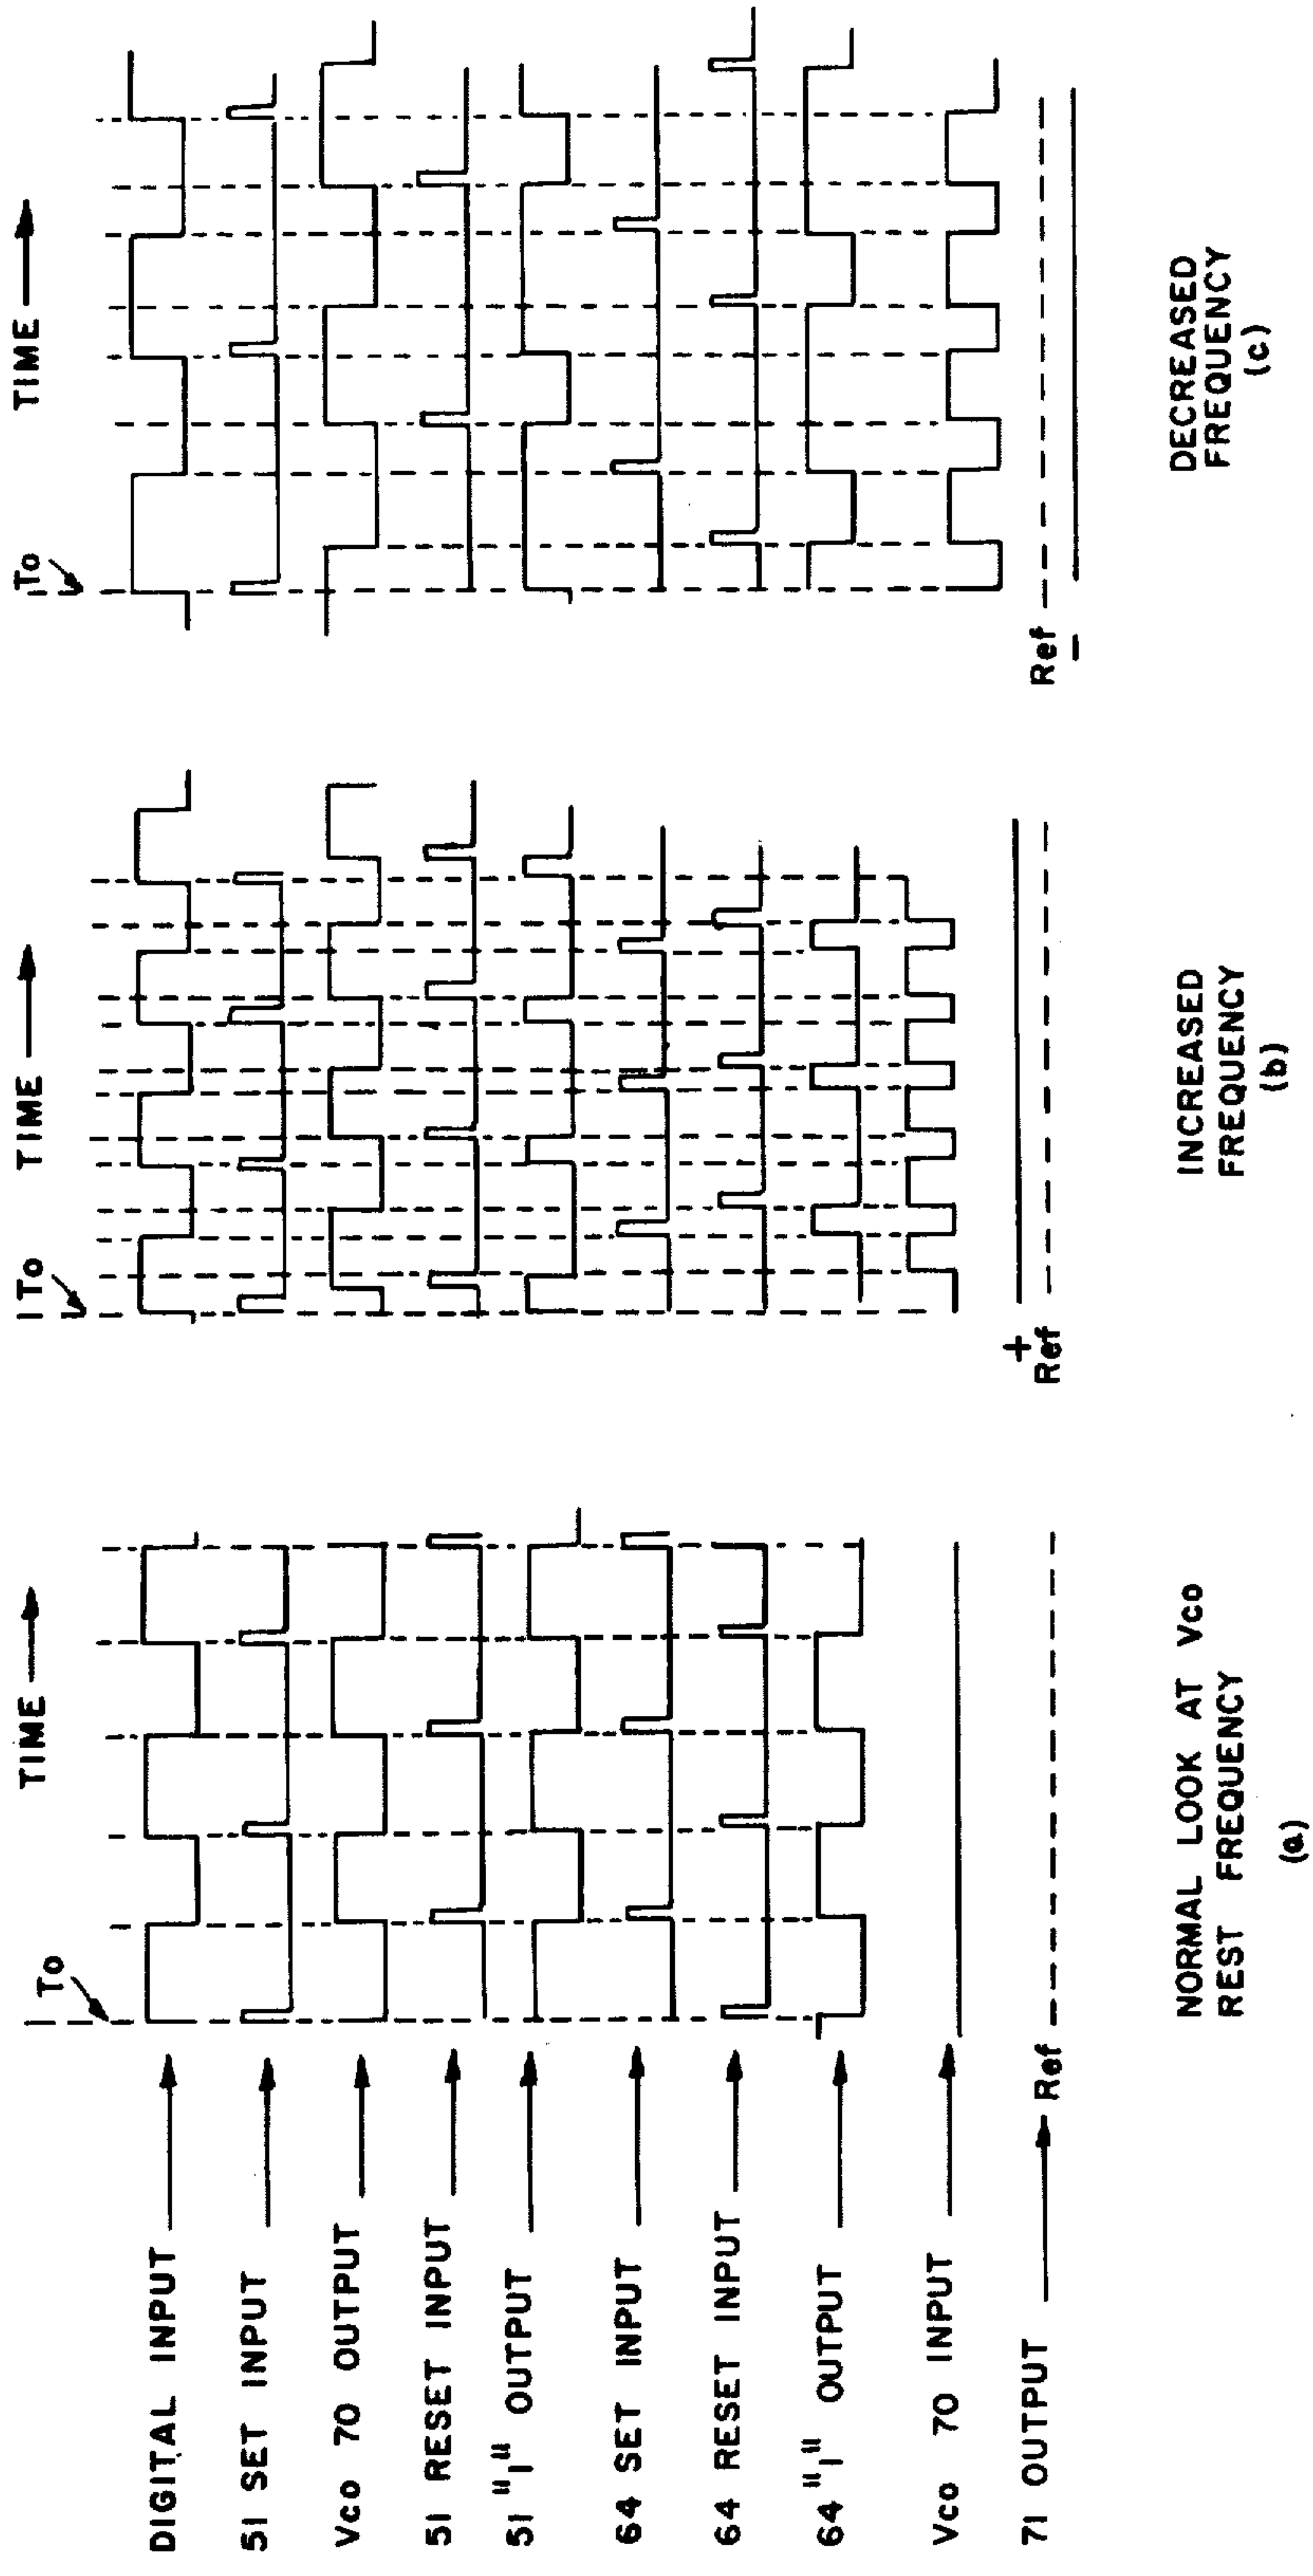 TIME
To
TIME
To
TIME
To
DIGITAL INPUT
51 SET INPUT
Vco 70 OUTPUT
51 RESET INPUT
51 "1" OUTPUT
64 SET INPUT
64 RESET INPUT
64 "1" OUTPUT
Vco 70 INPUT
71 OUTPUT
Ref
+
Ref
Ref
–
NORMAL LOOK AT Vco
REST FREQUENCY
(a)
INCREASED
FREQUENCY
(b)
DECREASED
FREQUENCY
(c)